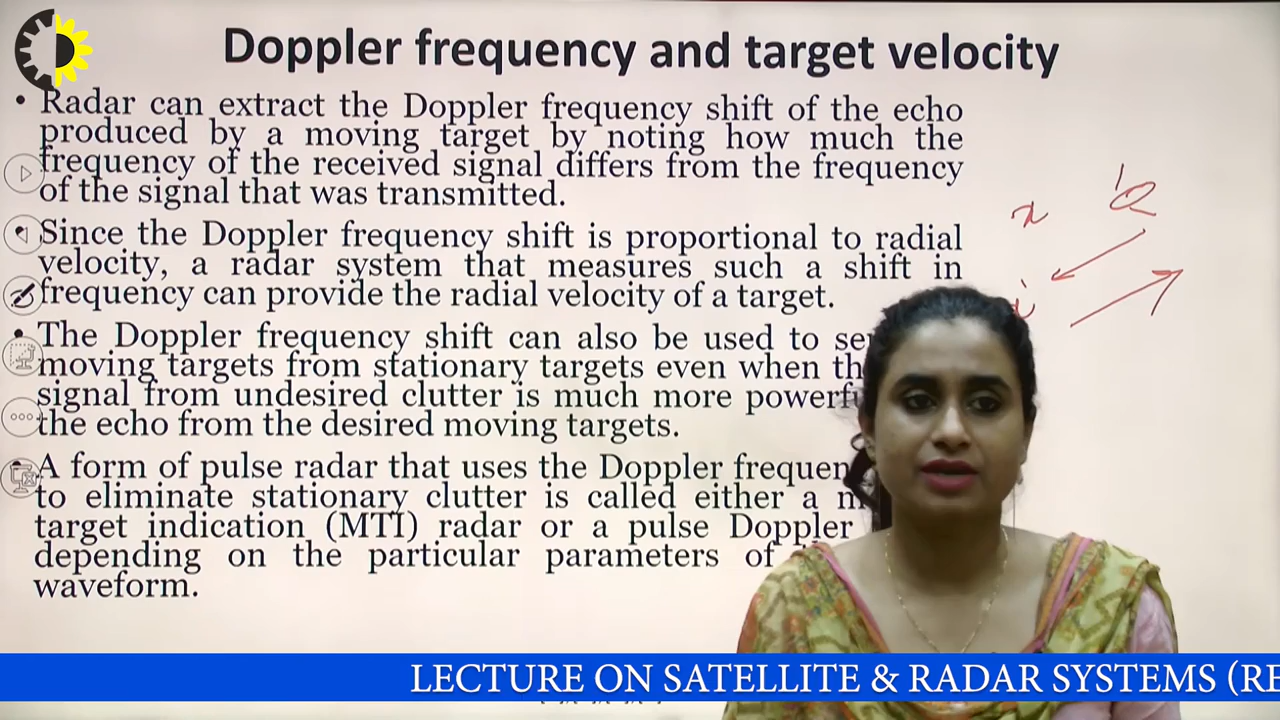 Doppler frequency and target velocity
• Radar can extract the Doppler frequency shift of the echo
produced by a moving target by noting how much the
frequency of the received signal differs from the frequency
of the signal that was transmitted.
Since the Doppler frequency shift is proportional to radial
velocity, a radar system that measures such a shift in
frequency can provide the radial velocity of a target.
• The Doppler frequency shift can also be used to se
moving targets from stationary targets even when th
signal from undesired clutter is much more powerfu
the echo from the desired moving targets.
A form of pulse radar that uses the Doppler frequen
to eliminate stationary clutter is called either a m
target indication (MTI) radar or a pulse Doppler
depending on the particular parameters of
waveform.
LECTURE ON SATELLITE & RADAR SYSTEMS (RE